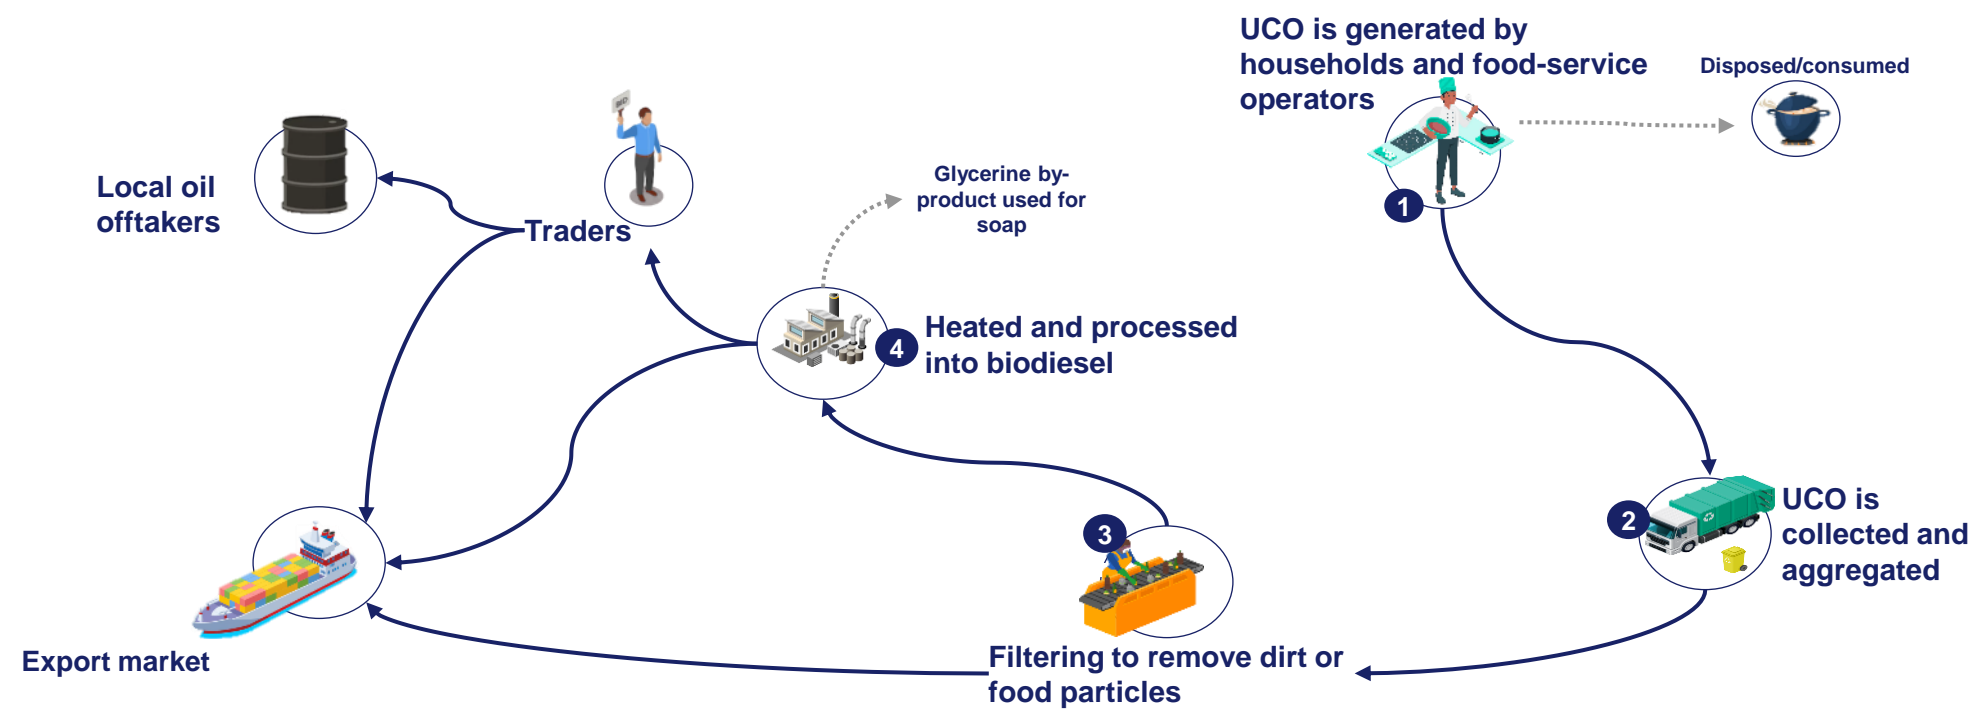 UCO is generated by
households and food-service
operators
Disposed/consumed
1
BID
Local oil
offtakers
Traders
Glycerine by-
product used for
soap
4
Heated and processed
into biodiesel
2
UCO is
collected and
aggregated
3
Filtering to remove dirt or
food particles
Export market